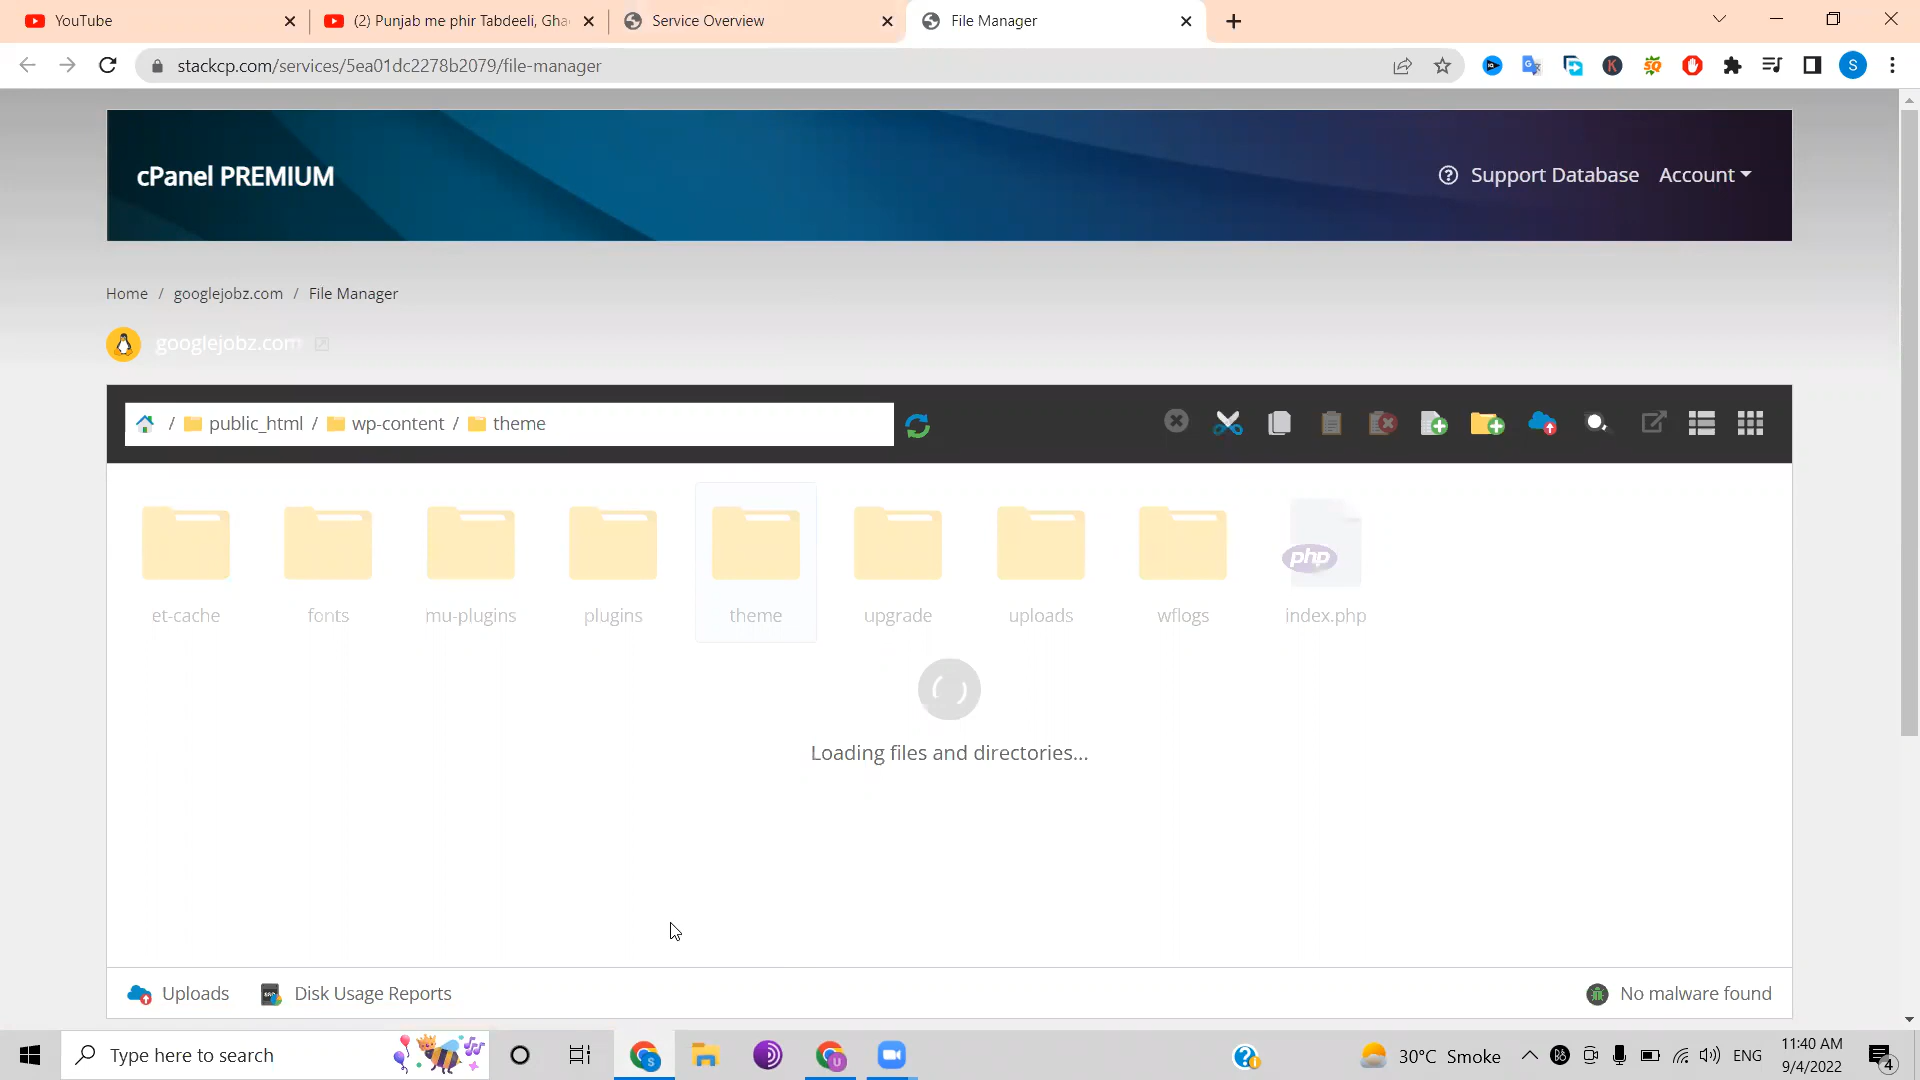 YouTube
(2) Punjab me phir Tabdeeli, Gha
Service Overview
File Manager
stackcp.com/services/5ea01dc2278b2079/file-manager
S
cPanel PREMIUM
Support Database
Account
Home / googlejobz.com / File Manager
googlejobz.com
/ public_html / wp-content / theme
et-cache
fonts
mu-plugins
plugins
theme
upgrade
uploads
wflogs
php
index.php
Loading files and directories...
Uploads
Disk Usage Reports
No malware found
Type here to search
30°C Smoke
ENG
11:40 AM
9/4/2022
4